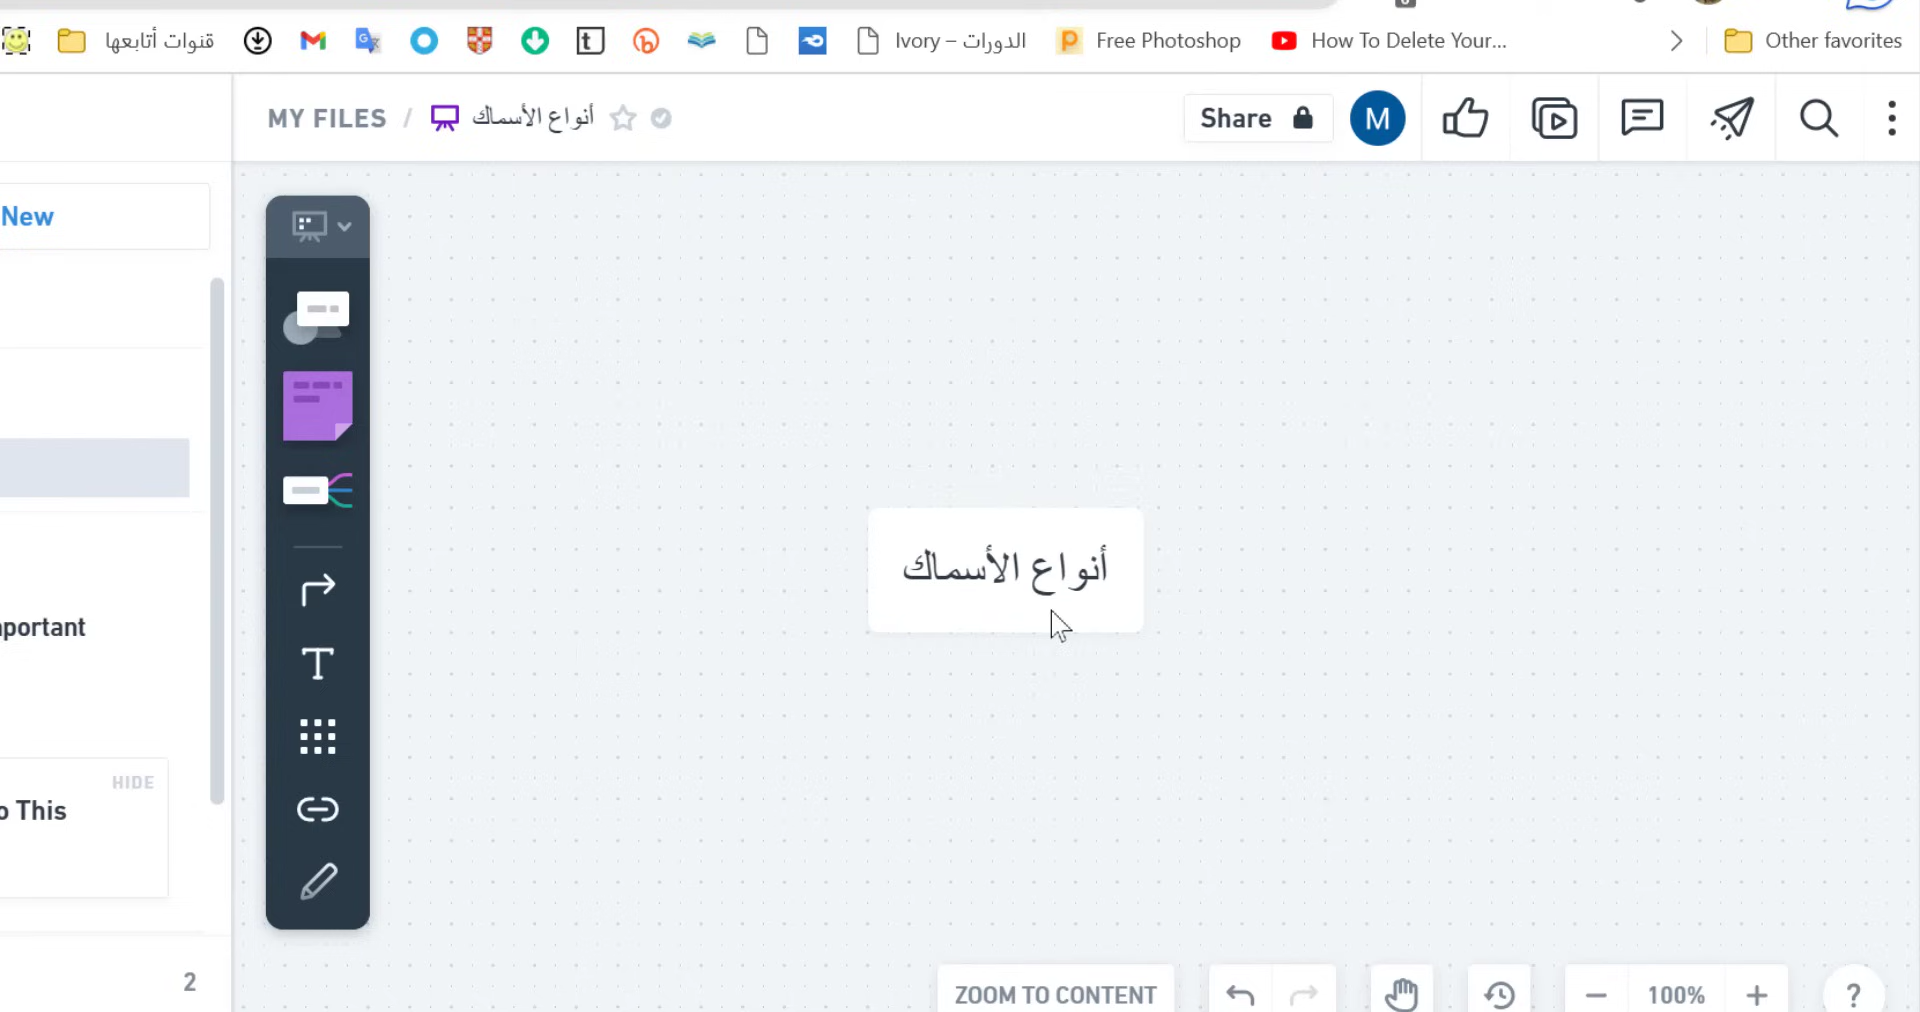 قنوات أتابعها
Ivory – الدورات
Free Photoshop
How To Delete Your...
Other favorites
MY FILES / أنواع الأسماك
Share
M
New
أنواع الأسماك
portant
HIDE
o This
2
ZOOM TO CONTENT
100%
?